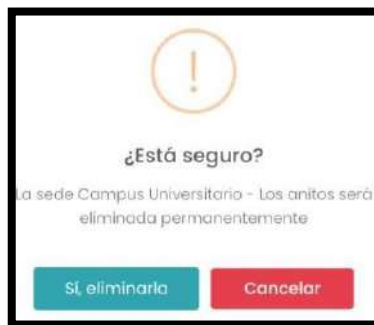 !
¿Está seguro?
La sede Campus Universitario - Los anitos será
eliminada permanentemente
Sí, eliminarla
Cancelar